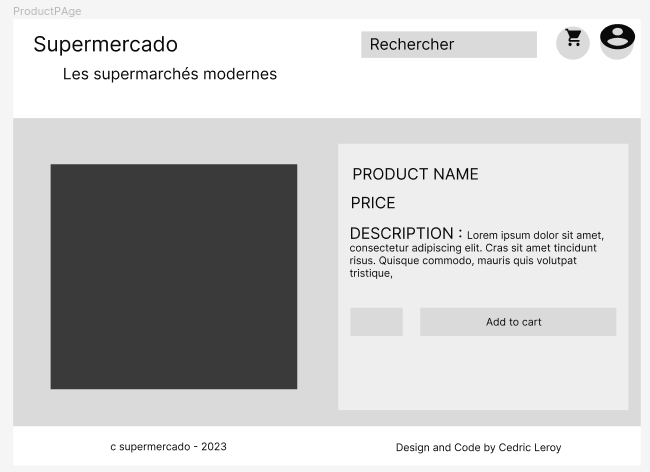 ProductPAge
Supermercado
Rechercher
Les supermarchés modernes
PRODUCT NAME
PRICE
DESCRIPTION : Lorem ipsum dolor sit amet,
consectetur adipiscing elit. Cras sit amet tincidunt
risus. Quisque commodo, mauris quis volutpat
tristique,
Add to cart
c supermercado - 2023
Design and Code by Cedric Leroy